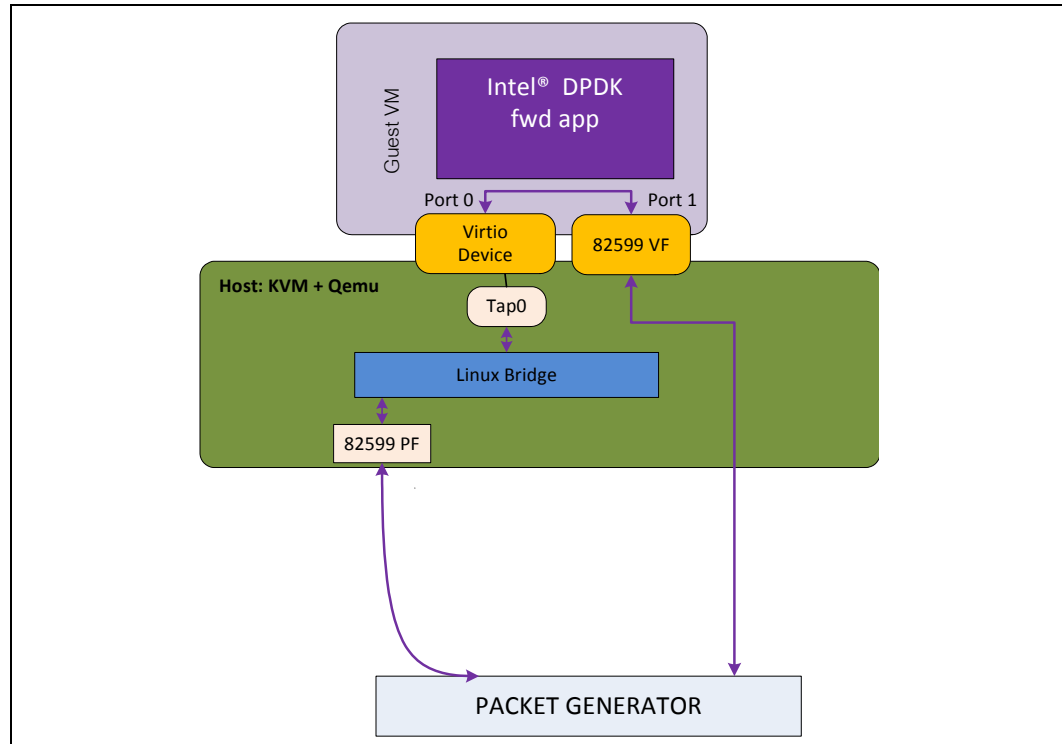 Intel® DPDK
fwd app
Guest VM
Port 0
Port 1
Virtio
Device
82599 VF
Host: KVM + Qemu
Tap0
Linux Bridge
82599 PF
PACKET GENERATOR